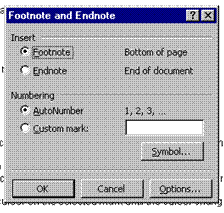 Footnote and Endnote
Insert
Footnote Bottom of page
Endnote End of document
Numbering
AutoNumber 1, 2, 3, ...
Custom mark:
Symbol...
OK Cancel Options...